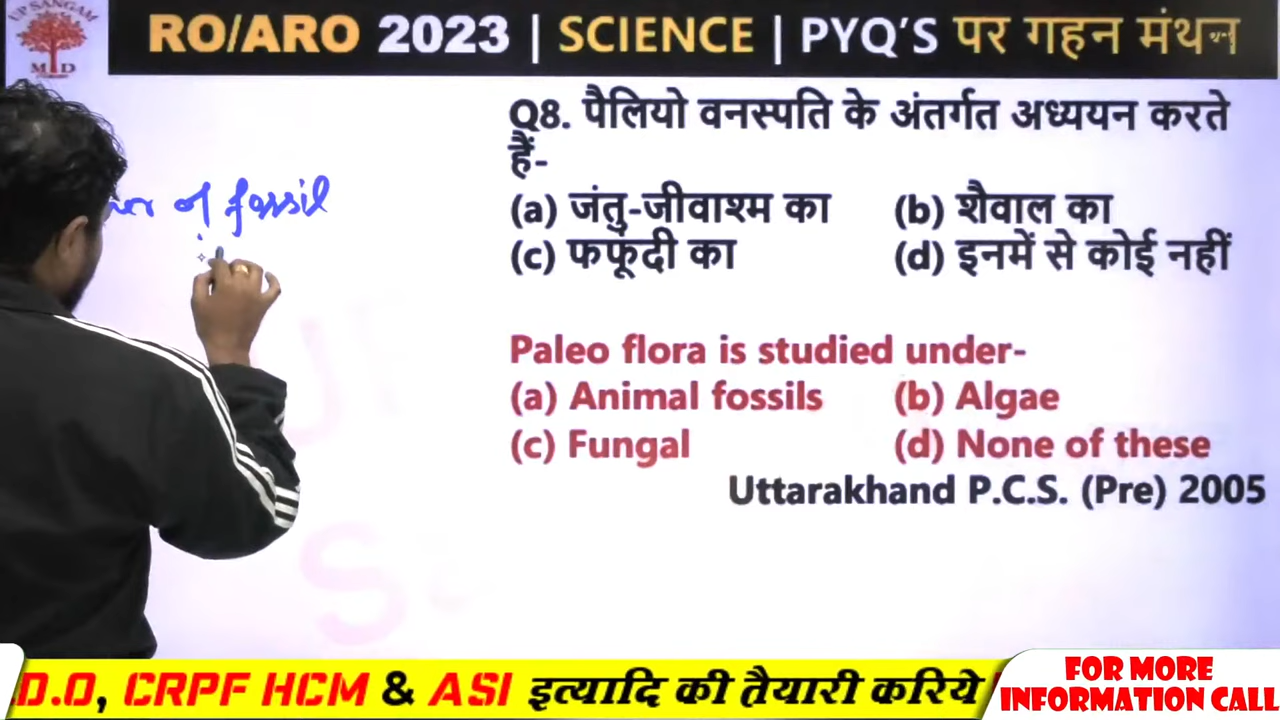 UP SANGAM
RO/ARO 2023 | SCIENCE | PYQ'S पर गहन मंथन
of fossil
Q8. पैलियो वनस्पति के अंतर्गत अध्ययन करते
हैं-
(a) जंतु-जीवाश्म का (b) शैवाल का
(c) फफूंदी का (d) इनमें से कोई नहीं
Paleo flora is studied under-
(a) Animal fossils (b) Algae
(c) Fungal (d) None of these
Uttarakhand P.C.S. (Pre) 2005
.D.O, CRPF HCM & ASI इत्यादि की तैयारी करिये
FOR MORE
INFORMATION CALL